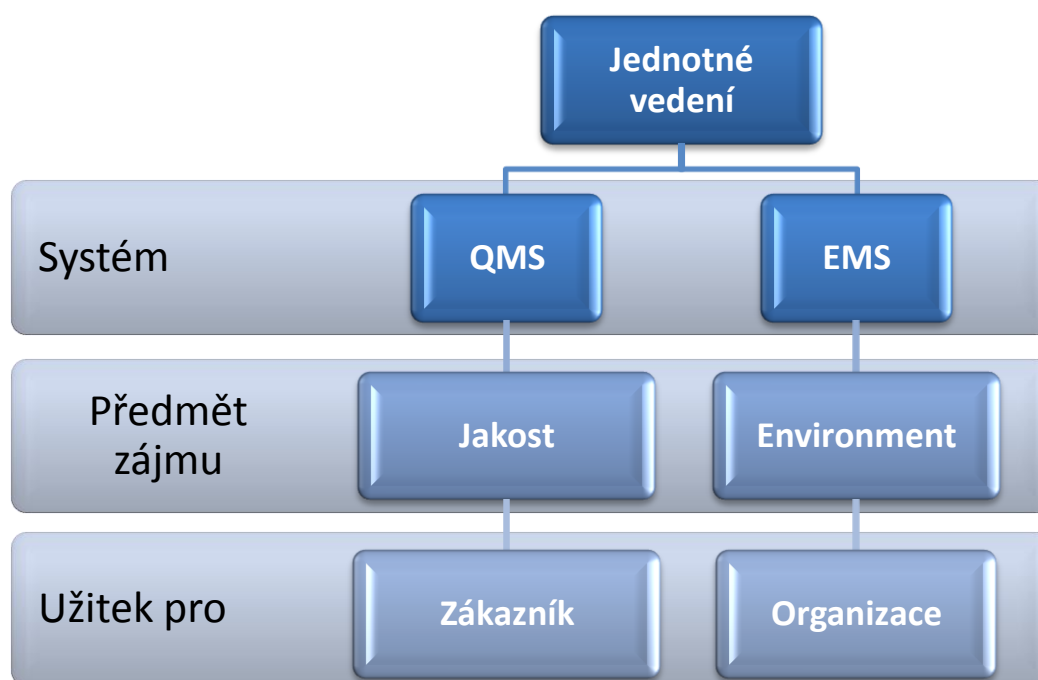 Jednotné
vedení
Systém
QMS
EMS
Předmět
zájmu
Jakost
Environment
Užitek pro
Zákazník
Organizace